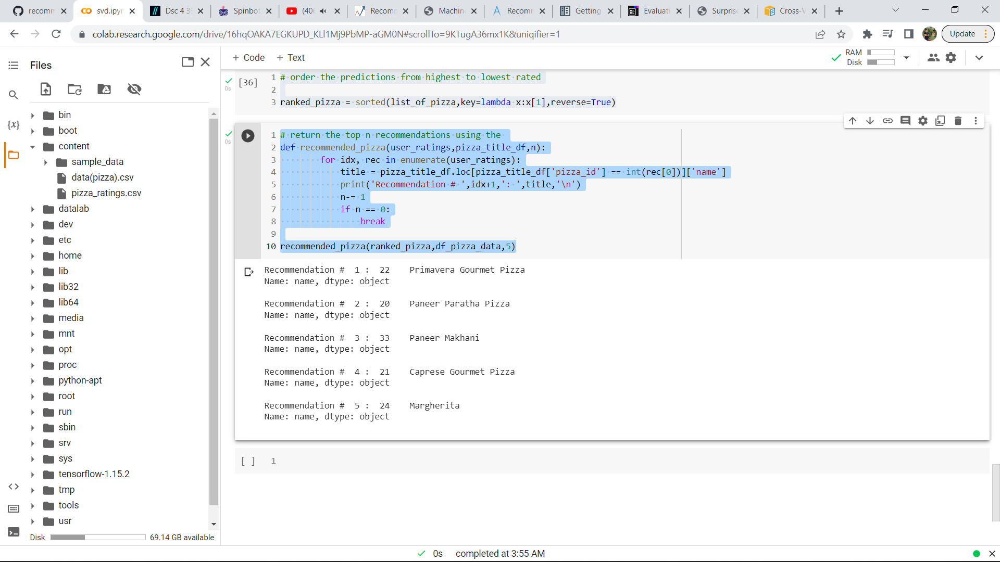 recomm
svd.ipyn
Dsc 4 3
Spinbot
(40
Recomm
Machin
Recomm
Getting
Evaluati
Surprise
Cross-V
colab.research.google.com/drive/16hqOAKA7EGKUPD_KLl1Mj9PbMP-aGM0N#scrollTo=9KTugA36mx1K&uniqifier=1
Update
Files
+ Code + Text
RAM
Disk
bin
boot
content
sample_data
data(pizza).csv
pizza_ratings.csv
datalab
dev
etc
home
lib
lib32
lib64
media
mnt
opt
proc
python-apt
root
run
sbin
srv
sys
tensorflow-1.15.2
tmp
tools
usr
Disk 69.14 GB available
{x}
0s
[36]
1 # order the predictions from highest to lowest rated
2
3 ranked_pizza = sorted(list_of_pizza,key=lambda x:x[1],reverse=True)
0s
1 # return the top n recommendations using the
2 def recommended_pizza(user_ratings,pizza_title_df,n):
3 for idx, rec in enumerate(user_ratings):
4 title = pizza_title_df.loc[pizza_title_df['pizza_id'] == int(rec[0])]['name']
5 print('Recommendation # ',idx+1,': ',title,'\n')
6 n-= 1
7 if n == 0:
8 break
9
10 recommended_pizza(ranked_pizza,df_pizza_data,5)
Recommendation # 1 : 22 Primavera Gourmet Pizza
Name: name, dtype: object
Recommendation # 2 : 20 Paneer Paratha Pizza
Name: name, dtype: object
Recommendation # 3 : 33 Paneer Makhani
Name: name, dtype: object
Recommendation # 4 : 21 Caprese Gourmet Pizza
Name: name, dtype: object
Recommendation # 5 : 24 Margherita
Name: name, dtype: object
[ ] 1
0s completed at 3:55 AM